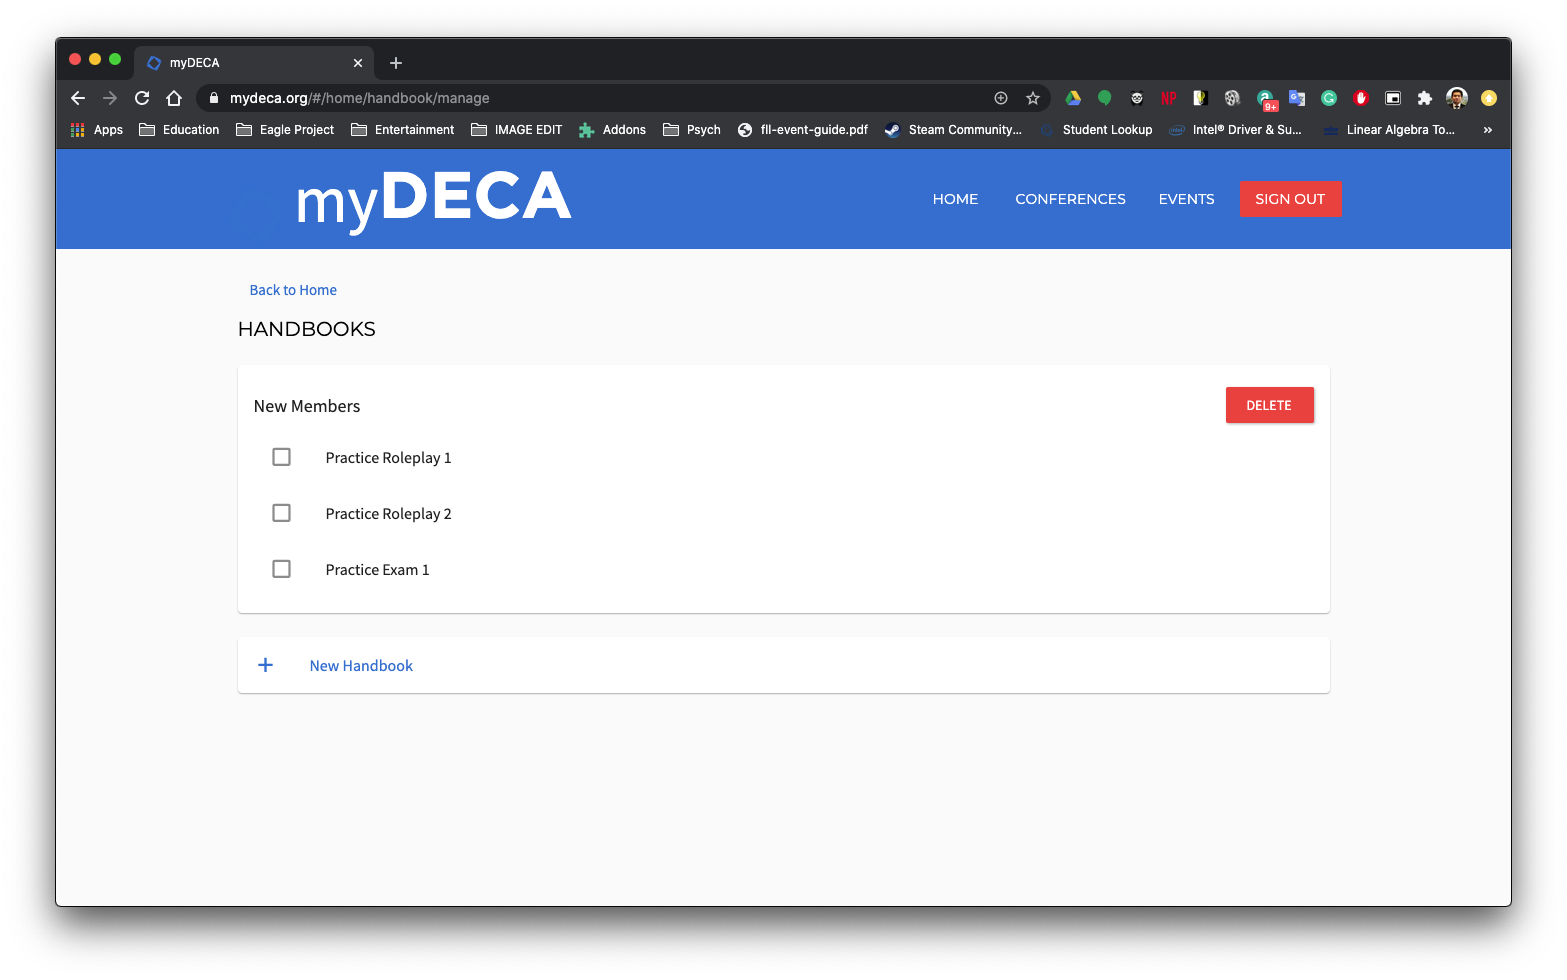 myDECA
mydeca.org/#/home/handbook/manage
NP
9+
Apps Education Eagle Project Entertainment IMAGE EDIT Addons Psych fll-event-guide.pdf Steam Community... Student Lookup Intel® Driver & Su... Linear Algebra To... »
myDECA
HOME CONFERENCES EVENTS SIGN OUT
Back to Home
HANDBOOKS
New Members DELETE
Practice Roleplay 1
Practice Roleplay 2
Practice Exam 1
+ New Handbook